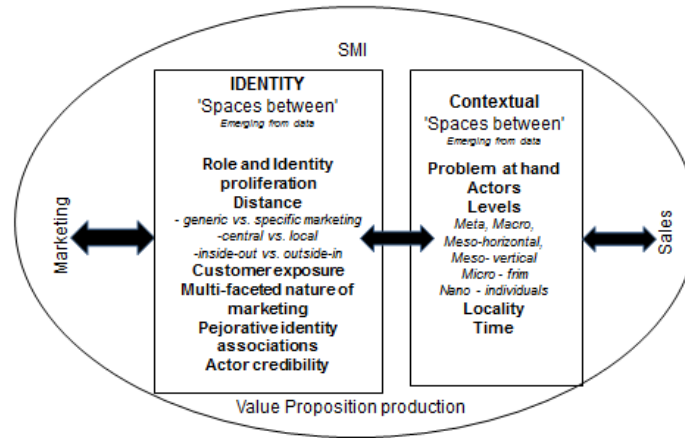 SMI
IDENTITY
'Spaces between'
Emerging from data
Role and Identity
proliferation
Distance
- generic vs. specific marketing
-central vs. local
-inside-out vs. outside-in
Customer exposure
Multi-faceted nature of
marketing
Pejorative identity
associations
Actor credibility
Contextual
'Spaces between'
Emerging from data
Problem at hand
Actors
Levels
Meta, Macro,
Meso-horizontal,
Meso- vertical
Micro - frim
Nano - individuals
Locality
Time
Marketing
Sales
Value Proposition production